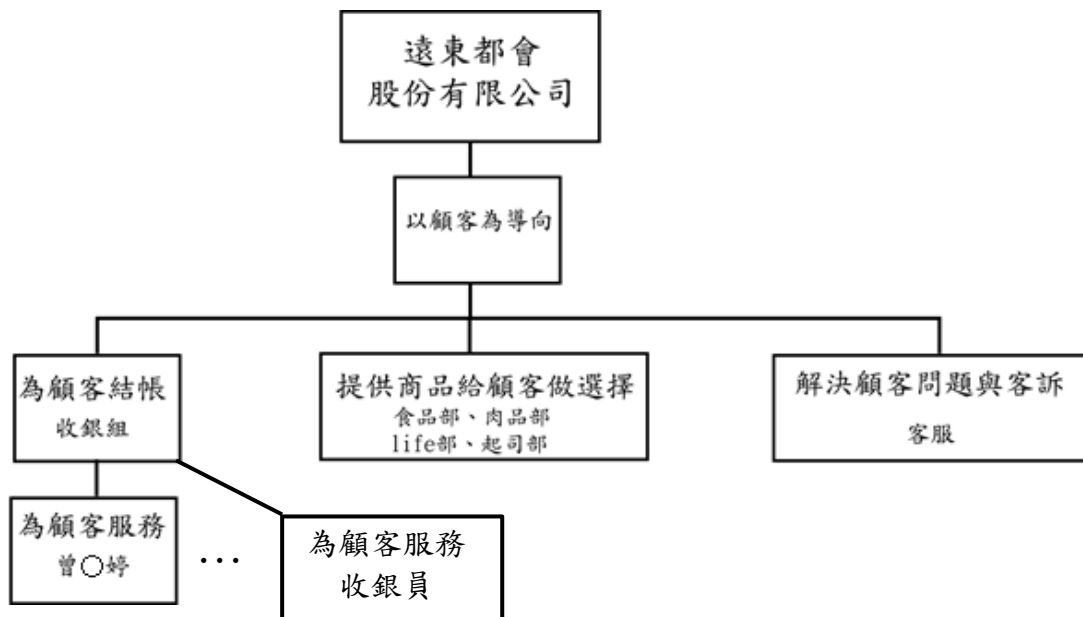 遠東都會
股份有限公司
以顧客為導向
為顧客結帳
收銀組
提供商品給顧客做選擇
食品部、肉品部
life部、起司部
解決顧客問題與客訴
客服
為顧客服務
曾○婷
...
為顧客服務
收銀員